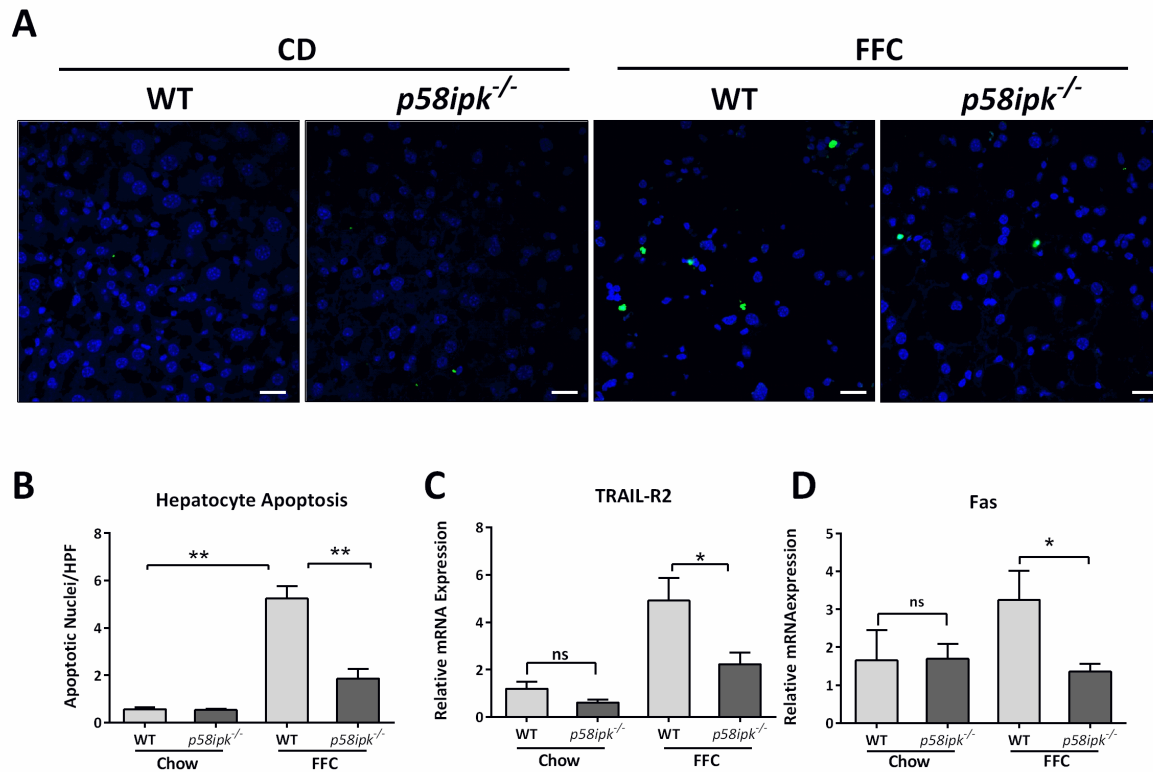 A
CD
FFC
WT
p58ipk-/-
WT
p58ipk-/-
B
Hepatocyte Apoptosis
Apoptotic Nuclei/HPF
8
6
4
2
0
**
**
WT
p58ipk-/-
WT
p58ipk-/-
Chow
FFC
C
TRAIL-R2
Relative mRNA Expression
8
6
4
2
0
ns
*
WT
p58ipk-/-
WT
p58ipk-/-
Chow
FFC
D
Fas
Relative mRNAexpression
5
4
3
2
1
0
ns
*
WT
p58ipk-/-
WT
p58ipk-/-
Chow
FFC